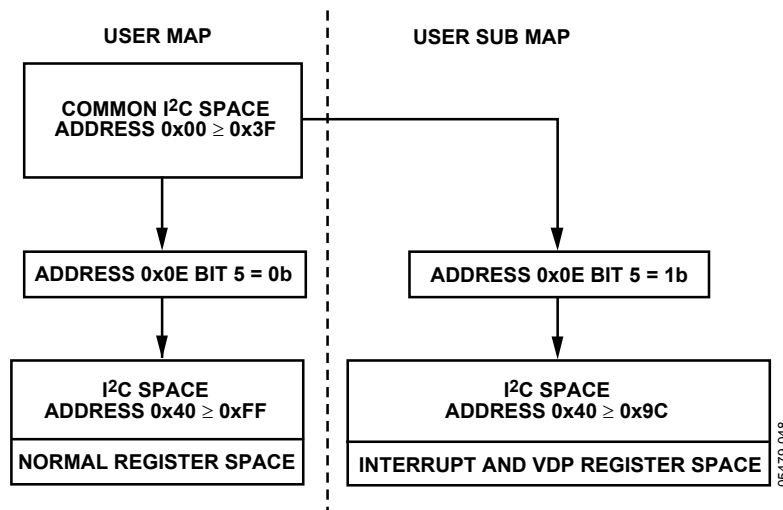 USER MAP
USER SUB MAP
COMMON I²C SPACE
ADDRESS 0x00 ≥ 0x3F
ADDRESS 0x0E BIT 5 = 0b
ADDRESS 0x0E BIT 5 = 1b
I²C SPACE
ADDRESS 0x40 ≥ 0xFF
NORMAL REGISTER SPACE
I²C SPACE
ADDRESS 0x40 ≥ 0x9C
INTERRUPT AND VDP REGISTER SPACE
05479-048